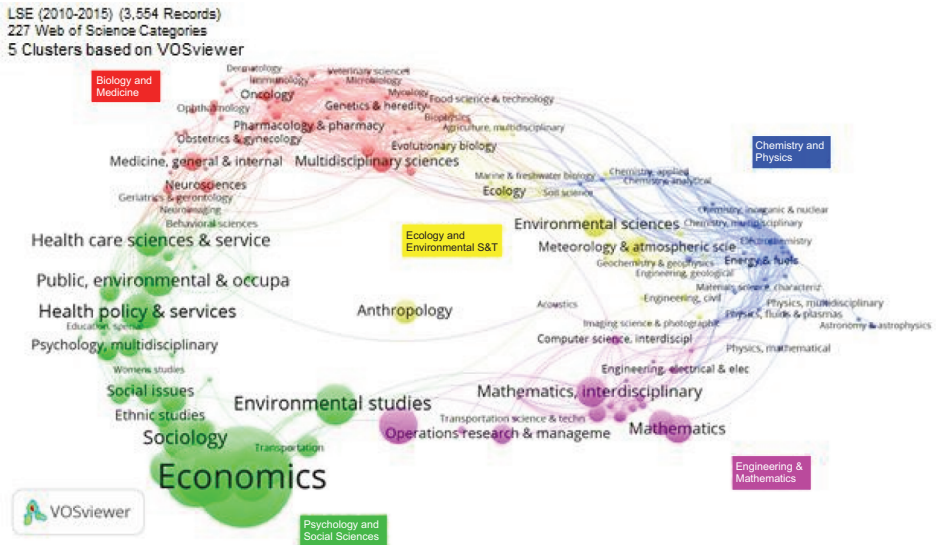 LSE (2010-2015) (3,554 Records)
227 Web of Science Categories
5 Clusters based on VOSviewer
Biology and
Medicine
Dermatology
Veterinary sciences
Immunology
Microbiology
Oncology
Mycology
Genetics & heredity
Food science & technology
Ophthalmology
Biophysics
Pharmacology & pharmacy
Agriculture, multidisciplinary
Obstetrics & gynecology
Evolutionary biology
Chemistry and
Physics
Medicine, general & internal
Multidisciplinary sciences
Marine & freshwater biology
Chemistry, applied
Chemistry, analytical
Neurosciences
Ecology
Soil science
Geriatrics & gerontology
Neuroimaging
Chemistry, inorganic & nuclear
Behavioral sciences
Environmental sciences
Chemistry, multidisciplinary
Health care sciences & service
Ecology and
Environmental S&T
Electrochemistry
Meteorology & atmospheric scie
Energy & fuels
Geochemistry & geophysics
Engineering, geological
Public, environmental & occupa
Materials science, characteriz
Engineering, civil
Physics, multidisciplinary
Health policy & services
Anthropology
Acoustics
Physics, fluids & plasmas
Education, special
Imaging science & photographic
Astronomy & astrophysics
Psychology, multidisciplinary
Computer science, interdiscipl
Physics, mathematical
Womens studies
Engineering, electrical & elec
Social issues
Mathematics, interdisciplinary
Environmental studies
Ethnic studies
Transportation science & techn
Sociology
Operations research & manageme
Mathematics
Transportation
Economics
Engineering &
Mathematics
VOSviewer
Psychology and
Social Sciences